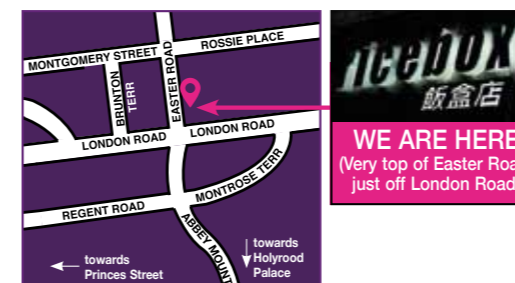 MONTGOMERY STREET
ROSSIE PLACE
BRUNTON
TERR
EASTER ROAD
LONDON ROAD
LONDON ROAD
MONTROSE TERR
REGENT ROAD
ABBEY MOUNT
towards
Princes Street
towards
Holyrood
Palace
ricebox
飯盒店
WE ARE HERE
(Very top of Easter Roa
just off London Road